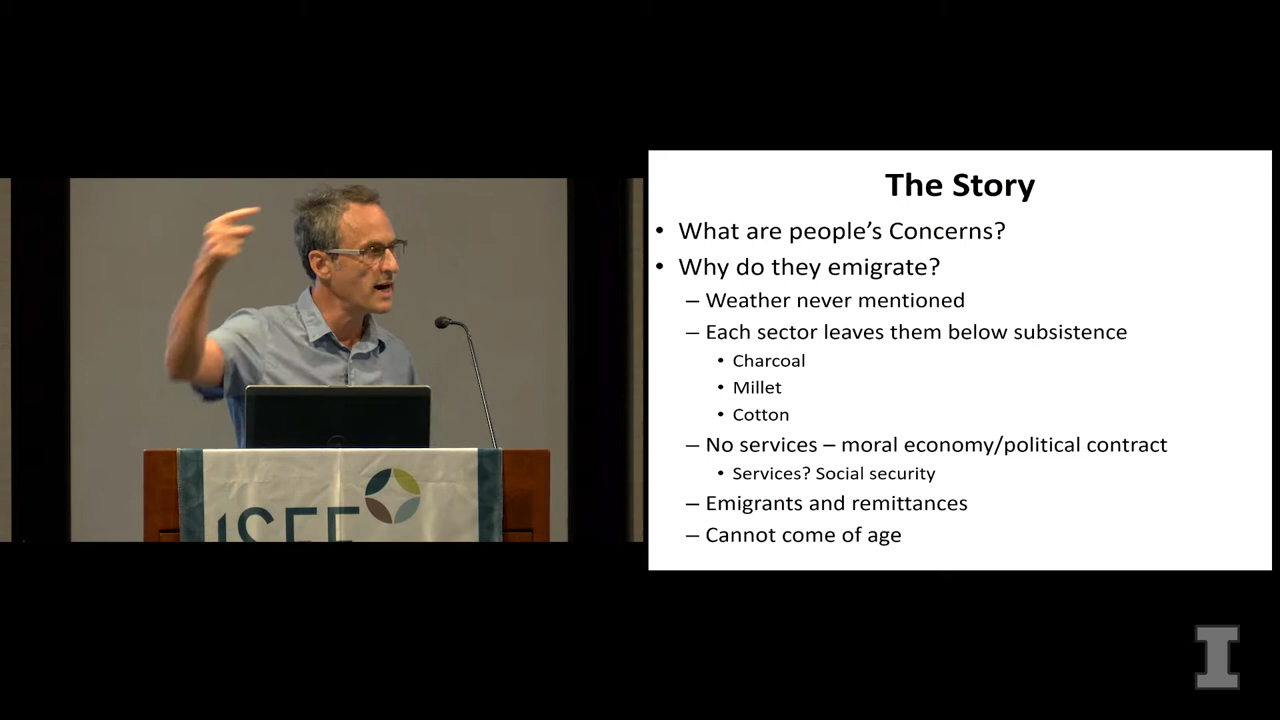 The Story
• What are people's Concerns?
• Why do they emigrate?
– Weather never mentioned
– Each sector leaves them below subsistence
• Charcoal
• Millet
• Cotton
– No services – moral economy/political contract
• Services? Social security
– Emigrants and remittances
– Cannot come of age
ISEE
I